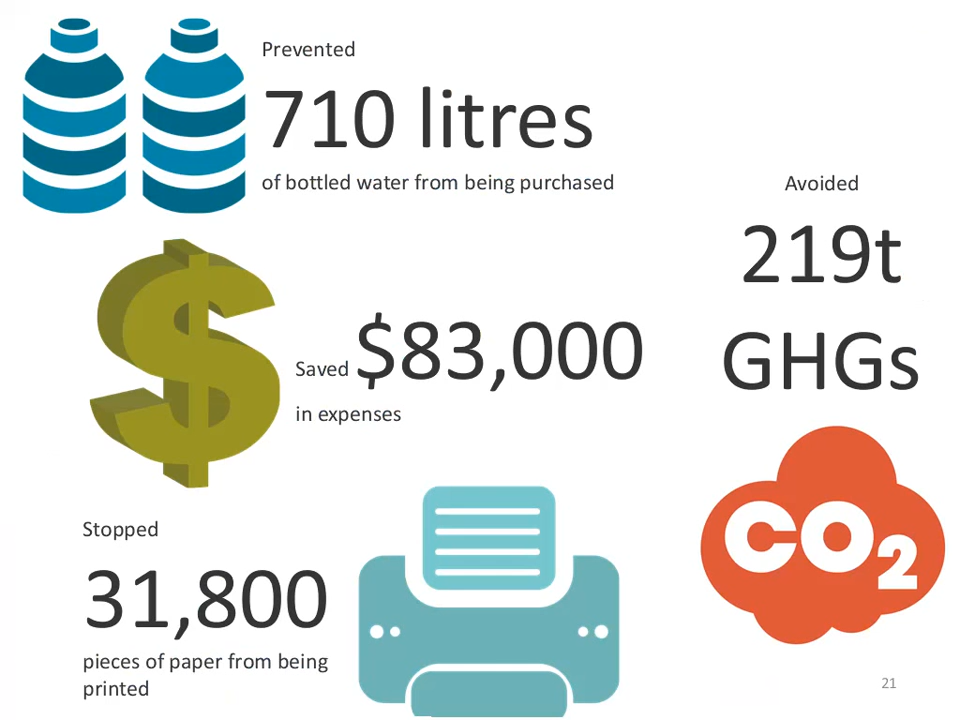 Prevented
710 litres
of bottled water from being purchased
Avoided
219t
GHGs
Saved $83,000
in expenses
CO2
Stopped
31,800
pieces of paper from being
printed
21